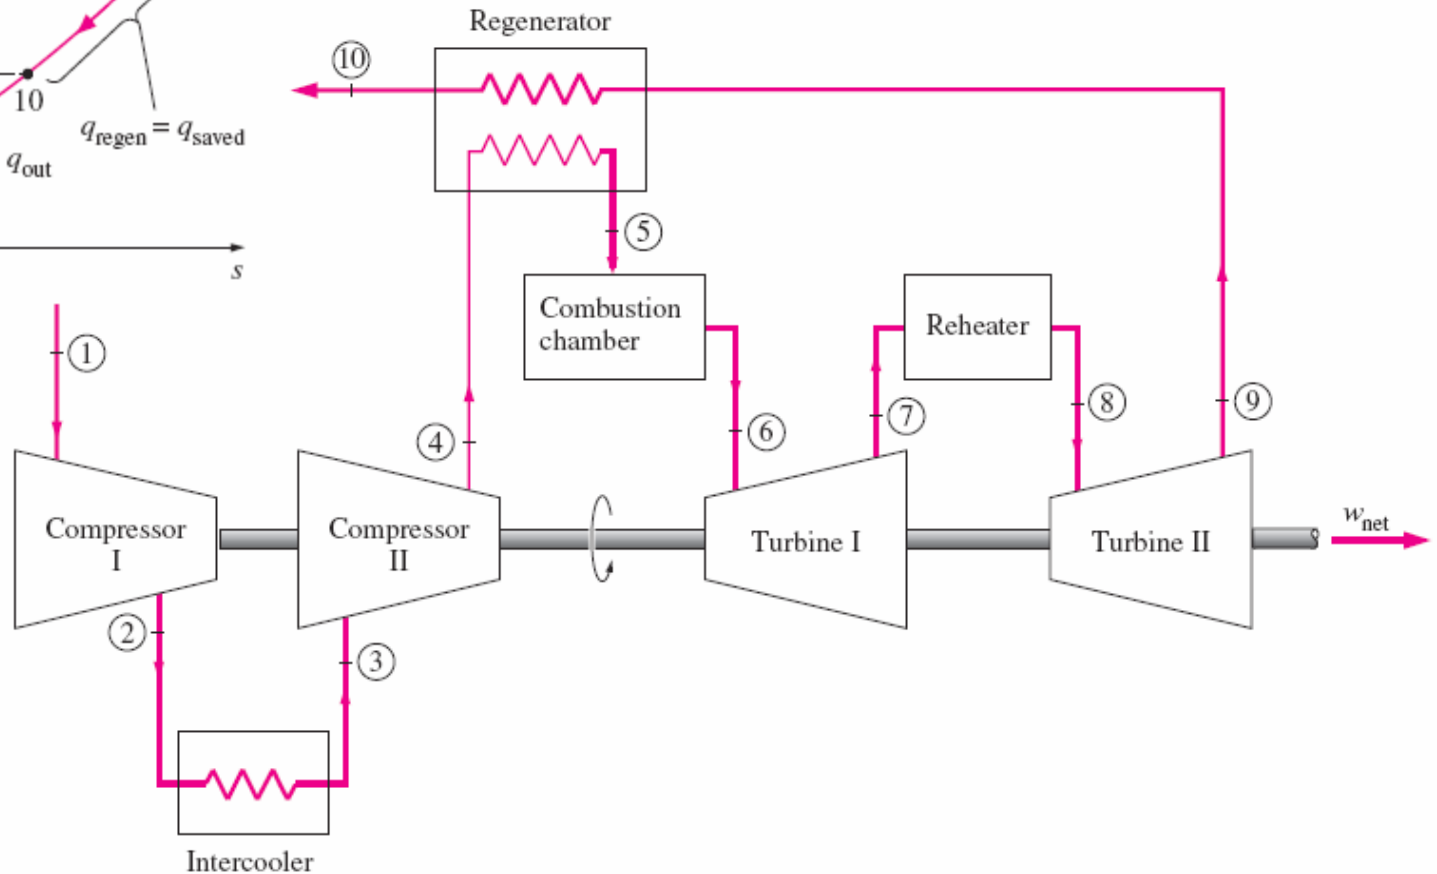 Regenerator
10
10
q_regen = q_saved
q_out
5
s
Combustion
chamber
Reheater
1
4
6
7
8
9
Compressor
I
Compressor
II
Turbine I
Turbine II
w_net
2
3
Intercooler